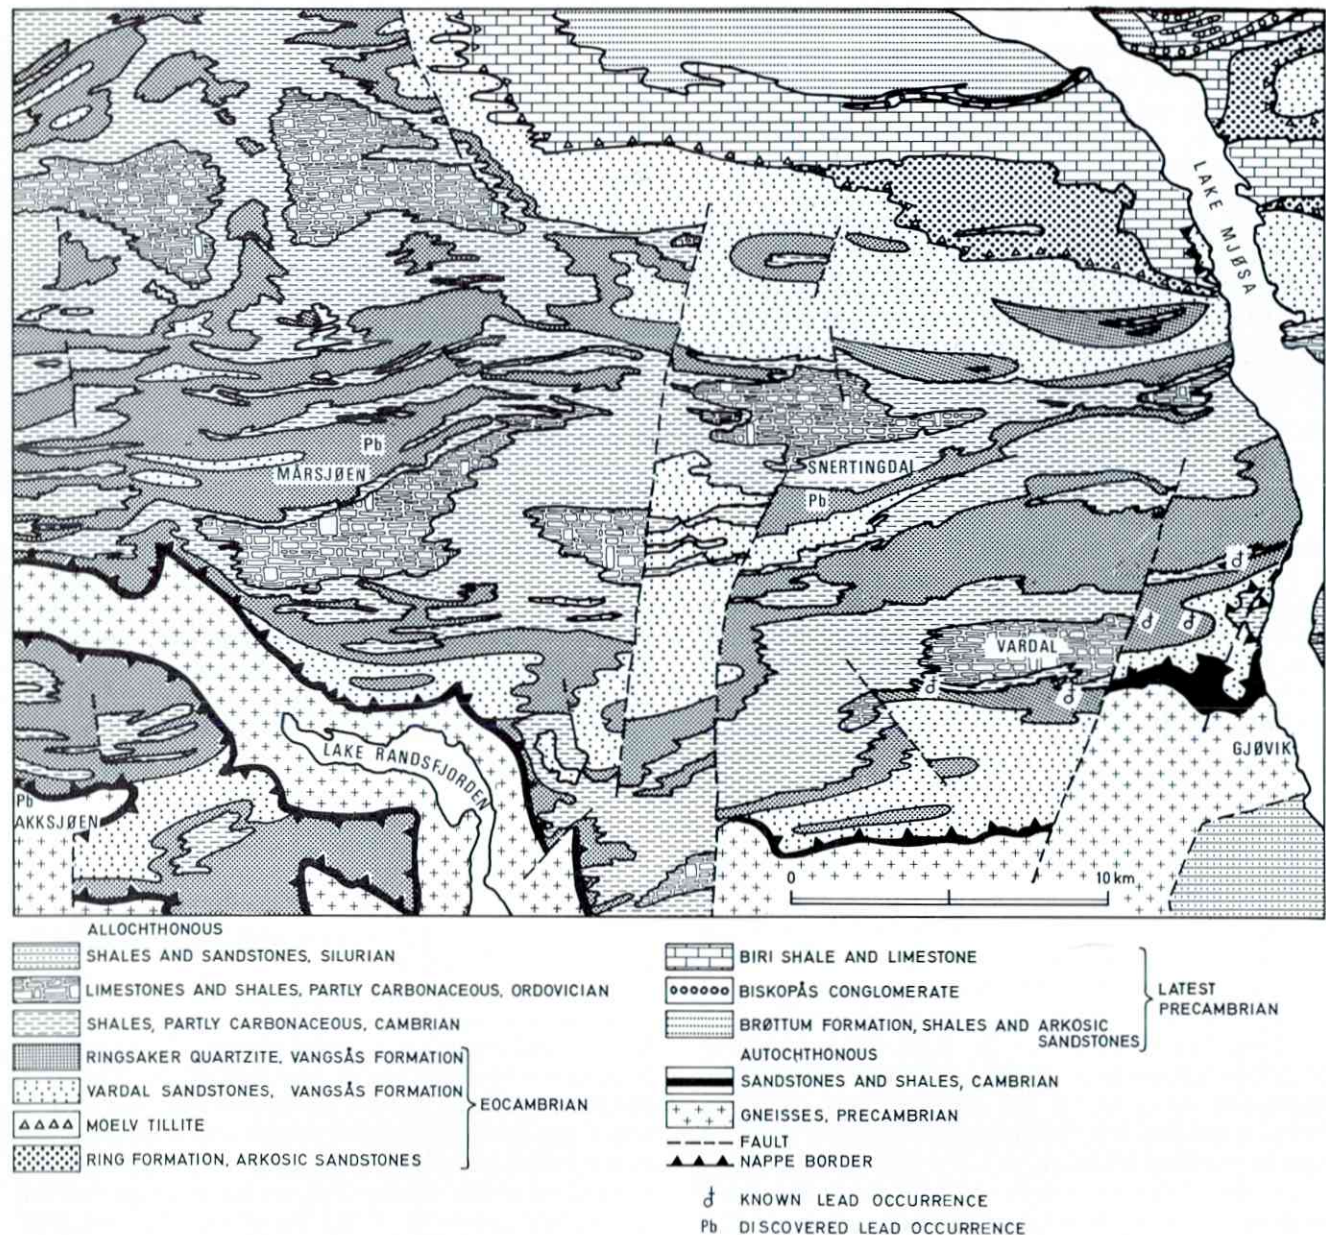 LAKE MJØSA
Pb
MÅRSJØEN
SNERTINGDAL
Pb
VARDAL
LAKE RANDSFJORDEN
GJØVIK
Pb
AKKSJØEN
0 10 km
ALLOCHTHONOUS
SHALES AND SANDSTONES, SILURIAN
LIMESTONES AND SHALES, PARTLY CARBONACEOUS, ORDOVICIAN
SHALES, PARTLY CARBONACEOUS, CAMBRIAN
RINGSAKER QUARTZITE, VANGSÅS FORMATION
VARDAL SANDSTONES, VANGSÅS FORMATION
MOELV TILLITE
RING FORMATION, ARKOSIC SANDSTONES
EOCAMBRIAN
BIRI SHALE AND LIMESTONE
BISKOPÅS CONGLOMERATE
BRØTTUM FORMATION, SHALES AND ARKOSIC
SANDSTONES
LATEST
PRECAMBRIAN
AUTOCHTHONOUS
SANDSTONES AND SHALES, CAMBRIAN
GNEISSES, PRECAMBRIAN
FAULT
NAPPE BORDER
KNOWN LEAD OCCURRENCE
Pb DISCOVERED LEAD OCCURRENCE